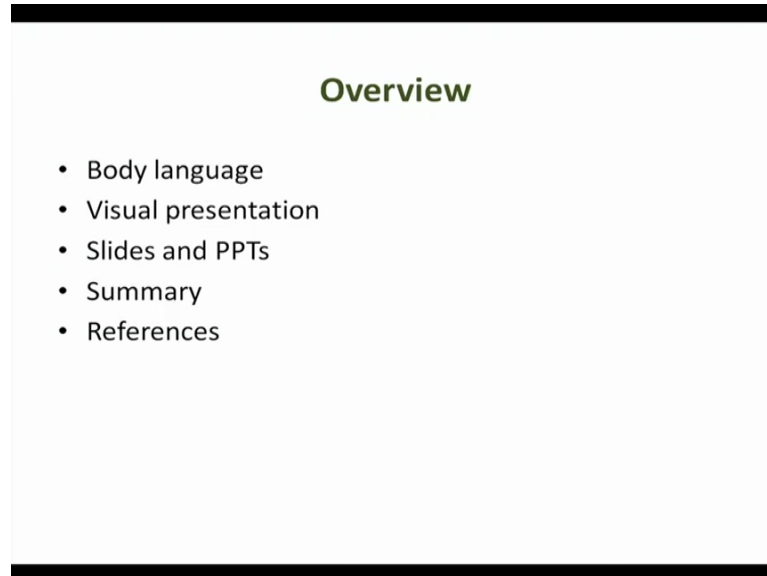 Overview
• Body language
• Visual presentation
• Slides and PPTs
• Summary
• References